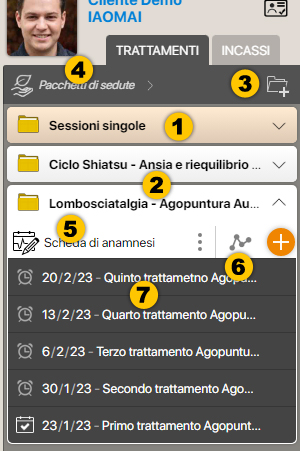 Cliente Demo
IAOMAI
TRATTAMENTI INCASSI
4
Pacchetti di sedute
3
Sessioni singole 1
Ciclo Shiatsu - Ansia e riequilibrio ...
2
Lombosciatalgia - Agopuntura Au...
5
Scheda di anamnesi
6
20/2/23 - Quinto trattametno Agopu...
7
13/2/23 - Quarto trattamento Agopu...
6/2/23 - Terzo trattamento Agopuntu...
30/1/23 - Secondo trattamento Ago...
23/1/23 - Primo trattamento Agopunt...